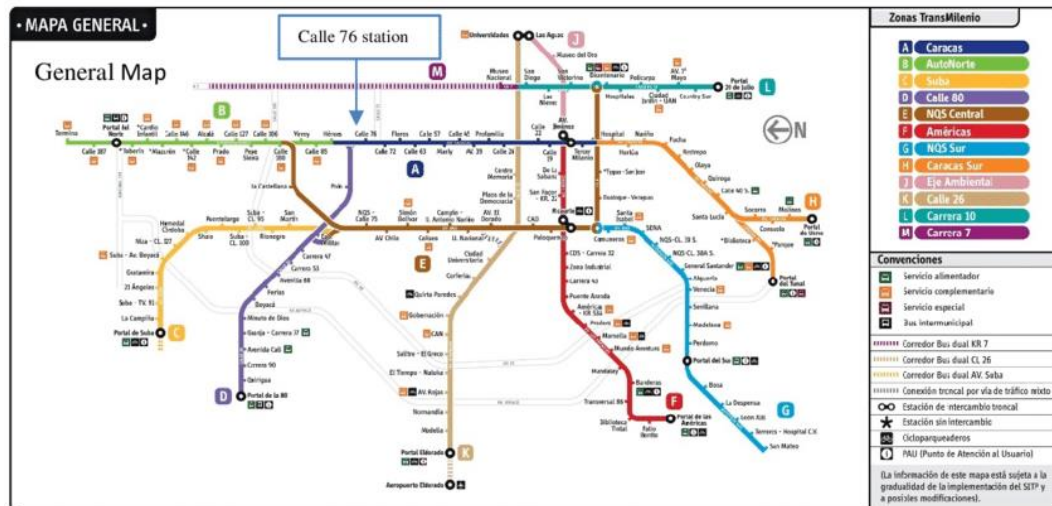 • MAPA GENERAL •
General Map
Calle 76 station
Universidades
Las Aguas
J
Museo del Oro
M
Museo Nacional
San Diego
San Victorino
Bicentenario
Policarpa
AV. 1° Mayo
Portal 20 de Julio
L
Las Nieves
Hospitales
Ciudad Jardín - UAN
Country Sur
N
B
Terminal
Portal del Norte
*Cardio Infantil
Calle 146
Alcalá
Calle 127
Calle 106
Virrey
Héroes
Calle 76
Flores
Calle 57
Calle 45
Profamilia
Calle 22
AV. Jiménez
Hospital
Nariño
Fucha
Restrepo
Olaya
Quiroga
Calle 40 S.
Santa Lucía
Socorro
Molinos
Consuelo
H
Portal de Usme
*Biblioteca
*Parque
Portal del Tunal
Calle 187
*Toberín
*Mazurén
*Calle 142
Prado
Pepe Sierra
Calle 100
Calle 85
Calle 72
Calle 63
Marly
AC 39
Calle 26
Calle 19
Tercer Milenio
Hortúa
A
La Castellana
Polo
Centro Memoria
Plaza de la Democracia
De La Sabana
San Façon - KR. 22
Ricaurte
Santa Isabel
SENA
Comuneros
NQS-CL. 30 S.
NQS-CL. 38A S.
General Santander
Alquería
Venecia
Sevillana
Madelena
Perdomo
Portal del Sur
Bosa
La Despensa
León XIII
Terreros - Hospital C.V.
San Mateo
G
Puentelargo
Suba - CL. 95
San Martín
NQS - Calle 75
Simón Bolívar
Campín - U. Antonio Nariño
AV. El Dorado
CAD
Paloquemao
Humedal Córdoba
Niza - CL. 127
Shaio
Suba - CL. 100
Rionegro
AV. Chile
Coliseo
U. Nacional
E
Suba - Av. Boyacá
Gratamira
21 Ángeles
Suba - TV. 91
La Campiña
Portal de Suba
C
Carrera 47
Carrera 53
Avenida 68
Ferias
Boyacá
Minuto de Dios
Granja - Carrera 77
Avenida Cali
Carrera 90
Quirigua
Portal de la 80
D
Ciudad Universitaria
Corferias
Quinta Paredes
Gobernación
CAN
Salitre - El Greco
El Tiempo - Maloka
AV. Rojas
Normandía
Modelia
Portal Eldorado
K
Aeropuerto Eldorado
CDS - Carrera 32
Zona Industrial
Carrera 43
Puente Aranda
Américas - KR 53A
Pradera
Marsella
Mundo Aventura
Mandalay
Banderas
Transversal 86
Biblioteca Tintal
Patio Bonito
F
Portal de las Américas
Zonas TransMilenio
A Caracas
B AutoNorte
C Suba
D Calle 80
E NQS Central
F Américas
G NQS Sur
H Caracas Sur
J Eje Ambiental
K Calle 26
L Carrera 10
M Carrera 7
Convenciones
Servicio alimentador
Servicio complementario
Servicio especial
Bus intermunicipal
Corredor Bus dual KR 7
Corredor Bus dual CL 26
Corredor Bus dual AV. Suba
Conexión troncal por vía de tráfico mixto
Estación de intercambio troncal
Estación sin intercambio
Cicloparqueaderos
PAU (Punto de Atención al Usuario)
(La información de este mapa está sujeta a la
gradualidad de la implementación del SITP y
a posibles modificaciones).